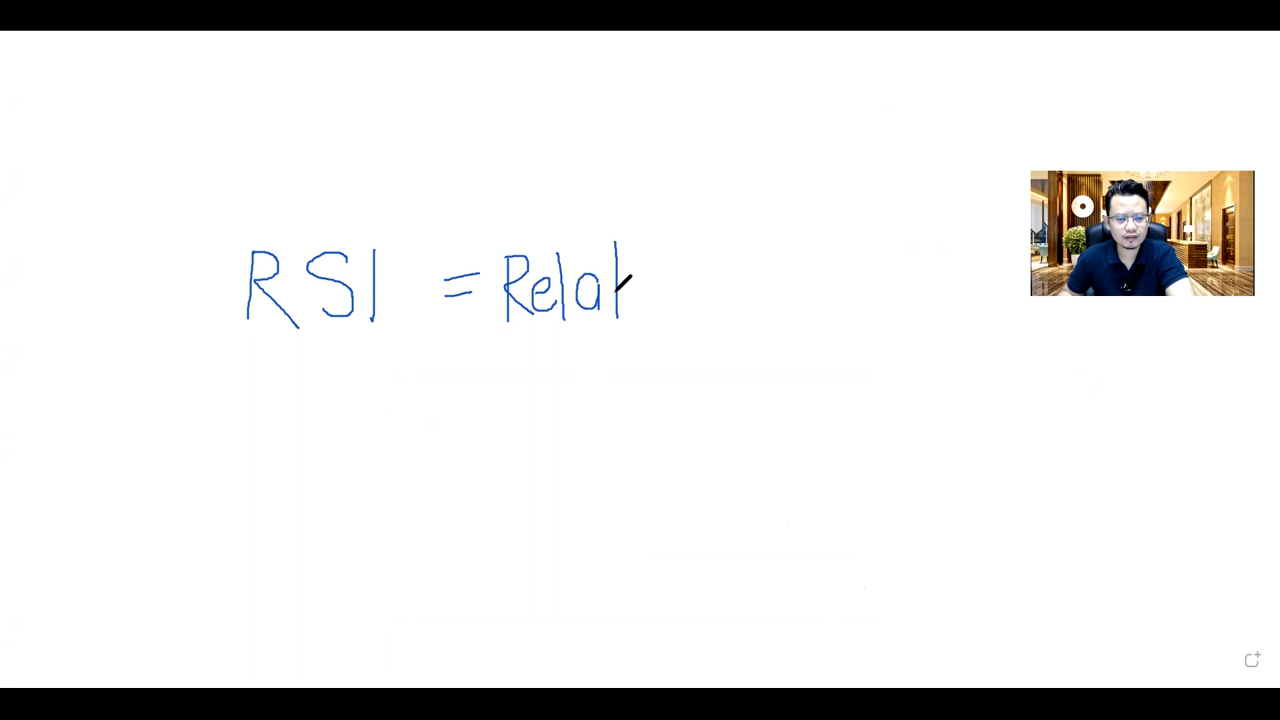 RSI = Relat